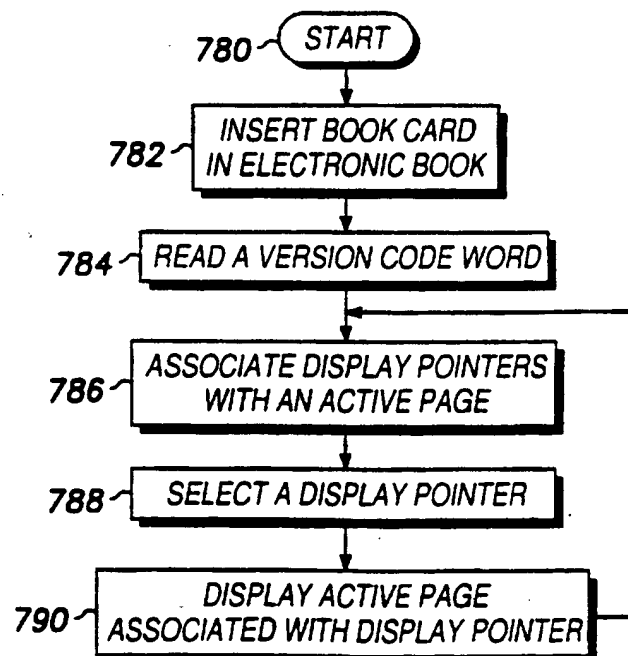 780
START
782
INSERT BOOK CARD
IN ELECTRONIC BOOK
784
READ A VERSION CODE WORD
786
ASSOCIATE DISPLAY POINTERS
WITH AN ACTIVE PAGE
788
SELECT A DISPLAY POINTER
790
DISPLAY ACTIVE PAGE
ASSOCIATED WITH DISPLAY POINTER